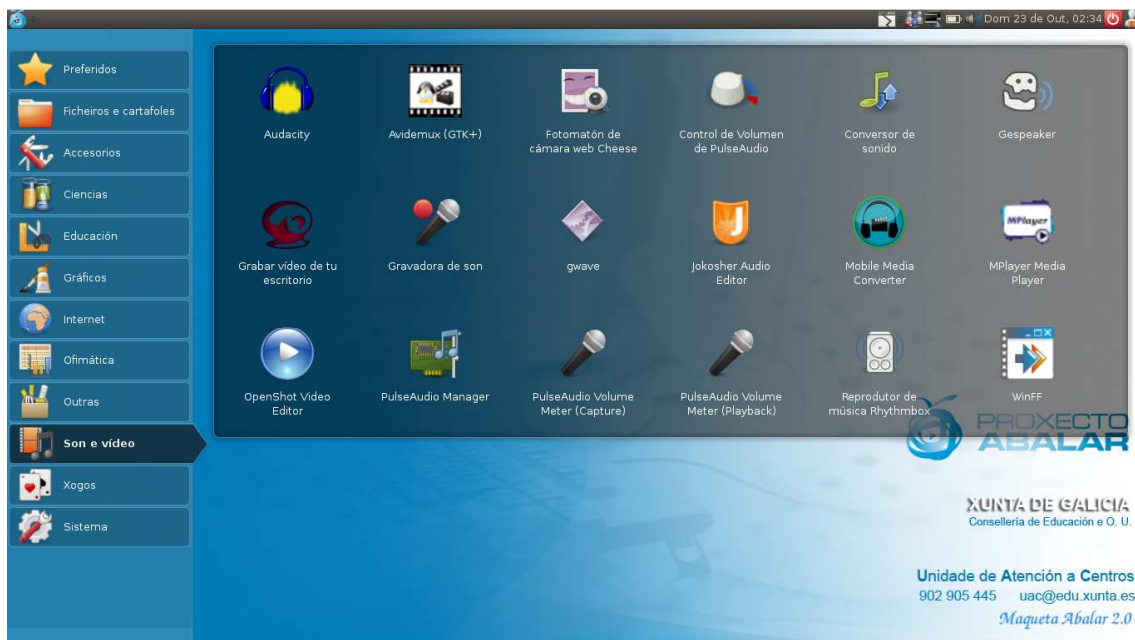 Dom 23 de Out, 02:34
Preferidos
Ficheiros e cartafoles
Accesorios
Ciencias
Educación
Gráficos
Internet
Ofimática
Outras
Son e vídeo
Xogos
Sistema
Audacity
Avidemux (GTK+)
Fotomatón de
cámara web Cheese
Control de Volumen
de PulseAudio
Conversor de
sonido
Gespeaker
Grabar vídeo de tu
escritorio
Gravadora de son
gwave
Jokosher Audio
Editor
Mobile Media
Converter
MPlayer
MPlayer Media
Player
OpenShot Video
Editor
PulseAudio Manager
PulseAudio Volume
Meter (Capture)
PulseAudio Volume
Meter (Playback)
Reprodutor de
música Rhythmbox
WinFF
PROXECTO
ABALAR
XUNTA DE GALICIA
Consellería de Educación e O. U.
Unidade de Atención a Centros
902 905 445 uac@edu.xunta.es
Maqueta Abalar 2.0